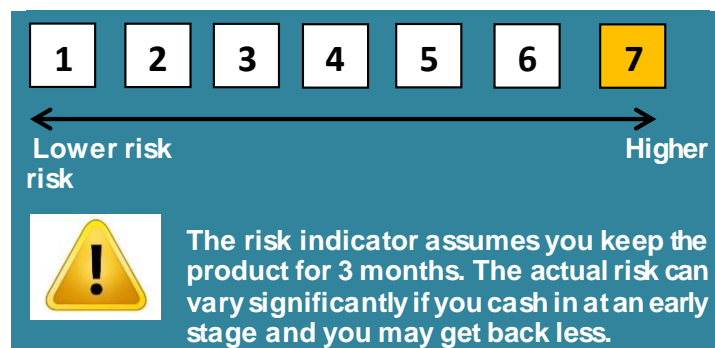 1 2 3 4 5 6 7
Lower risk Higher
risk
!
The risk indicator assumes you keep the
product for 3 months. The actual risk can
vary significantly if you cash in at an early
stage and you may get back less.